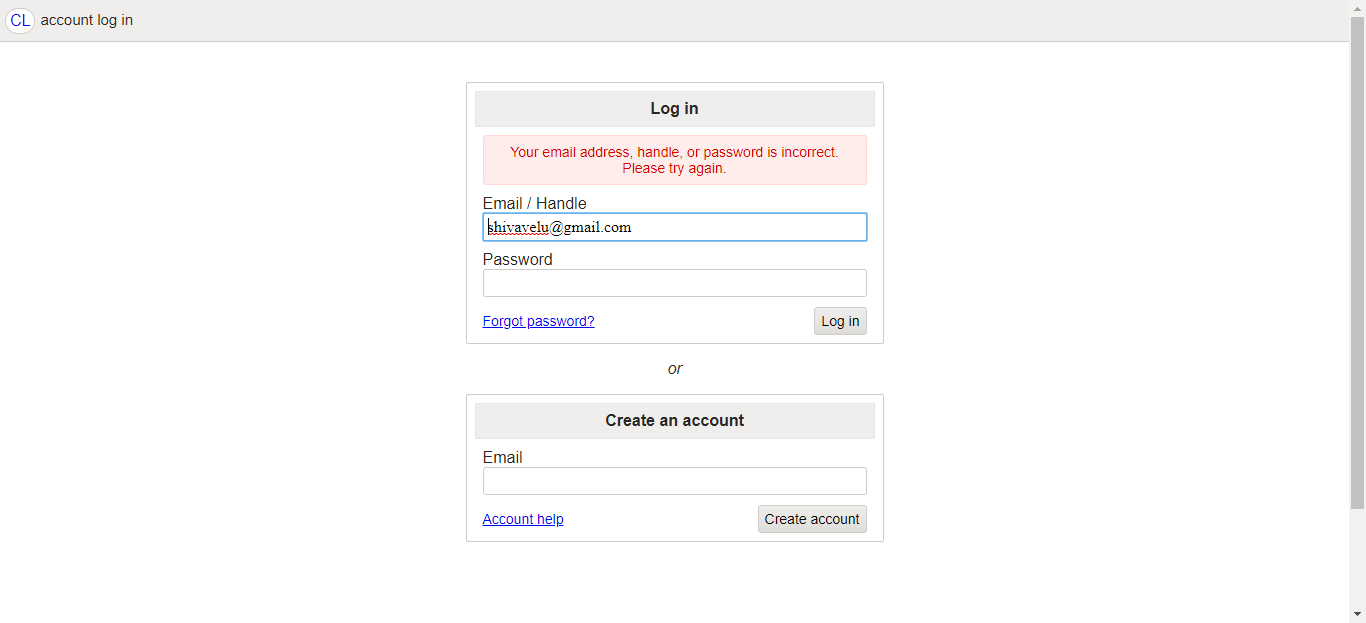 CL account log in
Log in
Your email address, handle, or password is incorrect.
Please try again.
Email / Handle
shivavelu@gmail.com
Password
Forgot password?
Log in
or
Create an account
Email
Account help
Create account